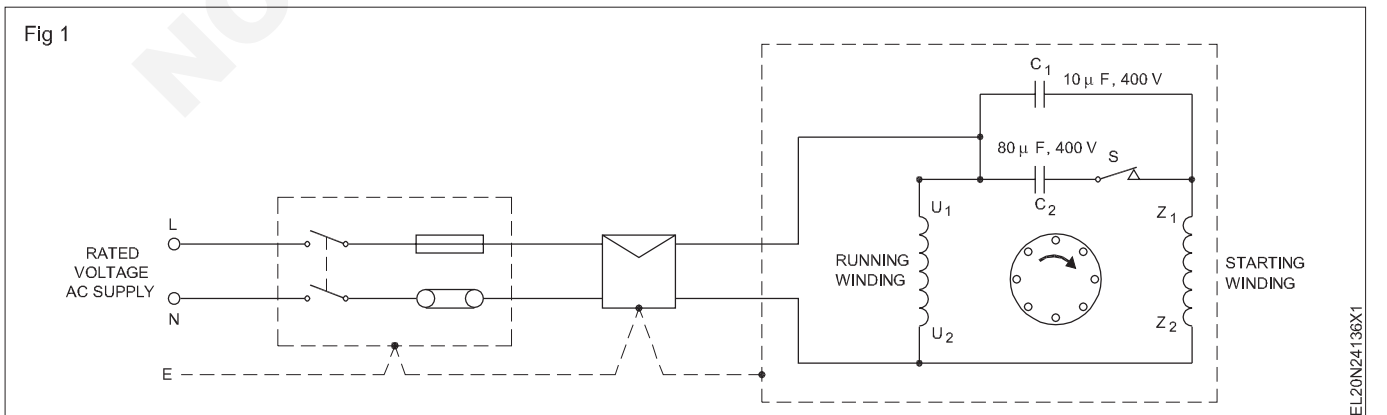 Fig 1
NO
C1
10 µ F, 400 V
80 µ F, 400 V
S
C2
L
RATED
VOLTAGE
AC SUPPLY
N
E
U1
RUNNING
WINDING
U2
Z1
STARTING
WINDING
Z2
EL20N24136X1